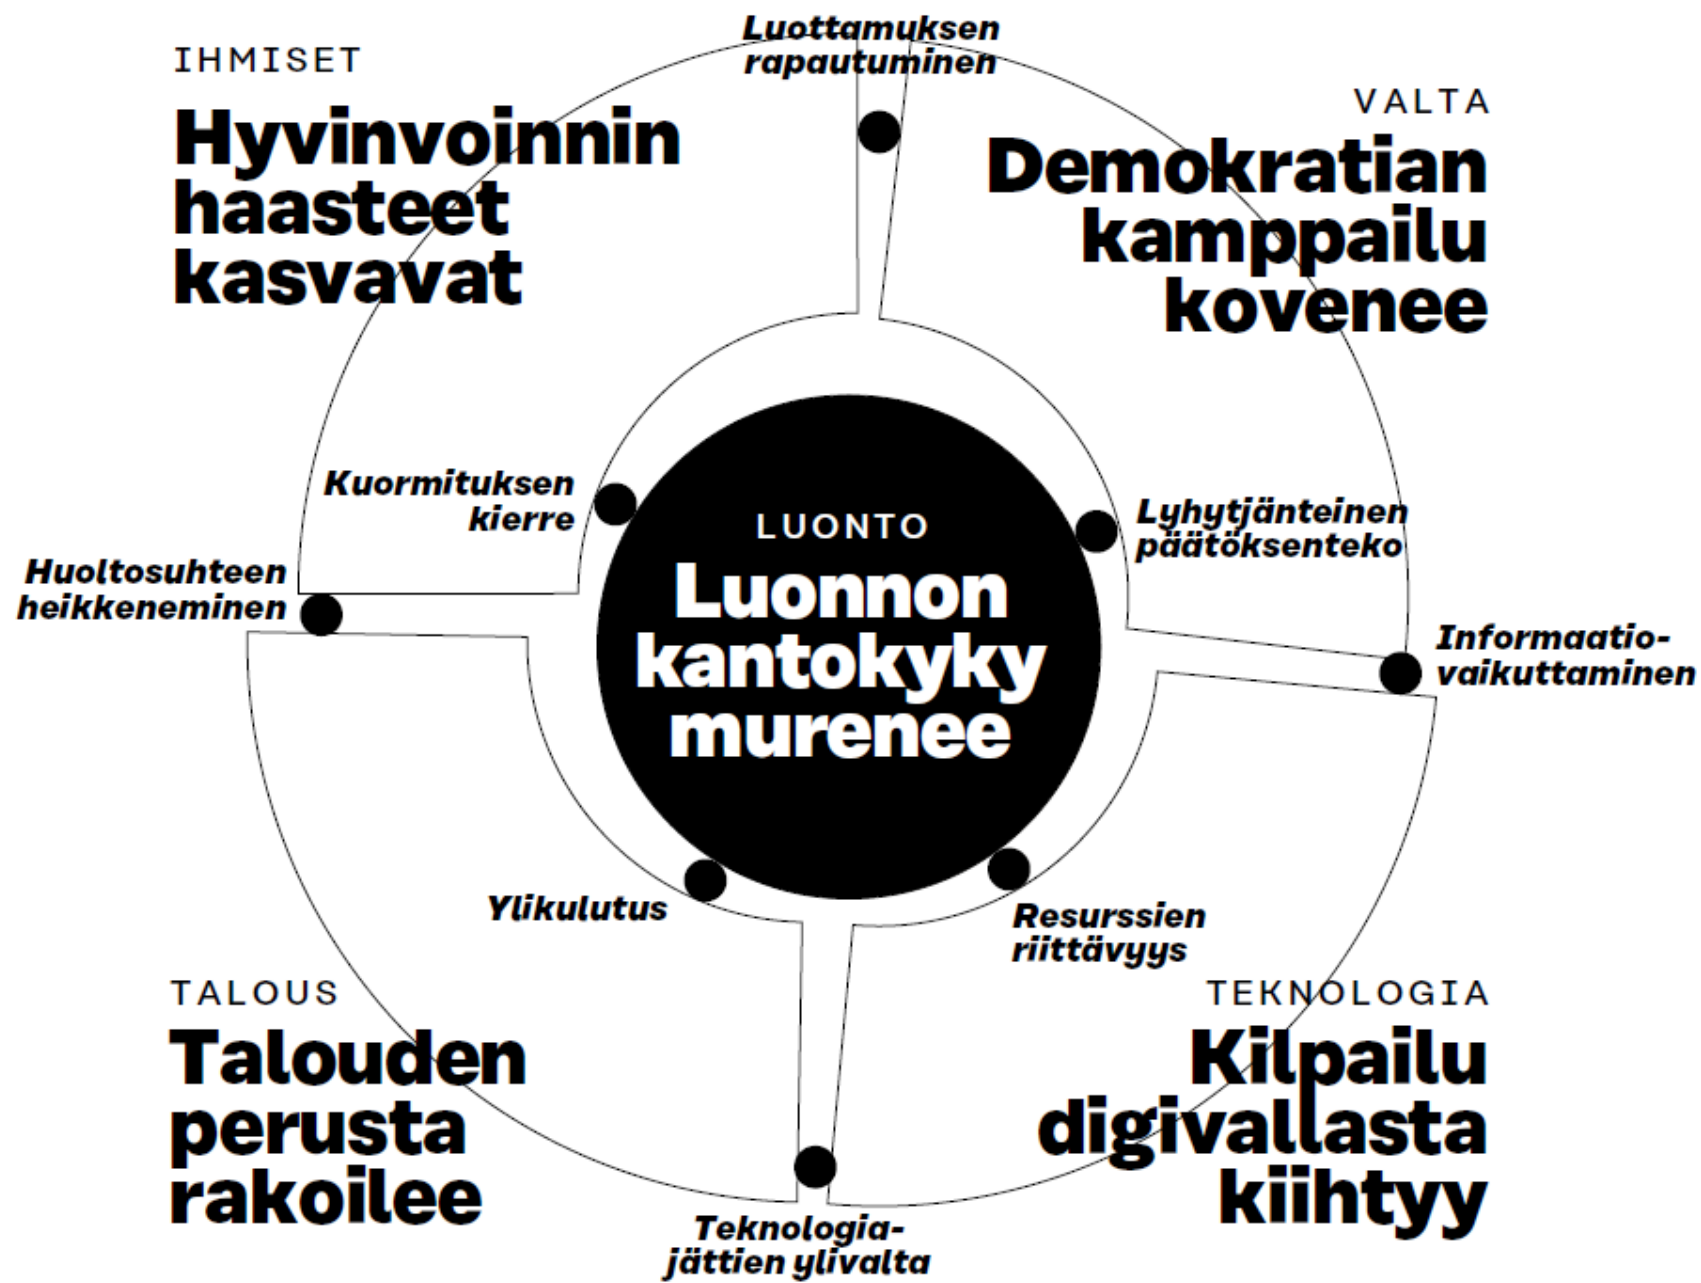 Luottamuksen
rapautuminen
IHMISET
Hyvinvoinnin
haasteet
kasvavat
VALTA
Demokratian
kamppailu
kovenee
Kuormituksen
kierre
Lyhytjänteinen
päätöksenteko
Huoltosuhteen
heikkeneminen
LUONTO
Luonnon
kantokyky
murenee
Informaatio-
vaikuttaminen
Ylikulutus
Resurssien
riittävyys
TALOUS
Talouden
perusta
rakoilee
TEKNOLOGIA
Kilpailu
digivallasta
kiihtyy
Teknologia-
jättien ylivalta